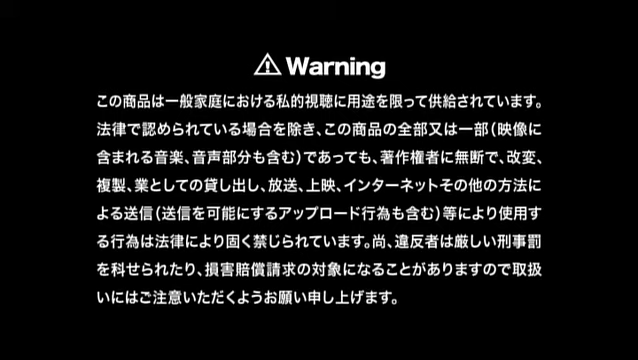 ⚠ Warning
この商品は一般家庭における私的視聴に用途を限って供給されています。
法律で認められている場合を除き、この商品の全部又は一部(映像に
含まれる音楽、音声部分も含む)であっても、著作権者に無断で、改変、
複製、業としての貸し出し、放送、上映、インターネットその他の方法に
よる送信(送信を可能にするアップロード行為も含む)等により使用す
る行為は法律により固く禁じられています。尚、違反者は厳しい刑事罰
を科せられたり、損害賠償請求の対象になることがありますので取扱
いにはご注意いただくようお願い申し上げます。